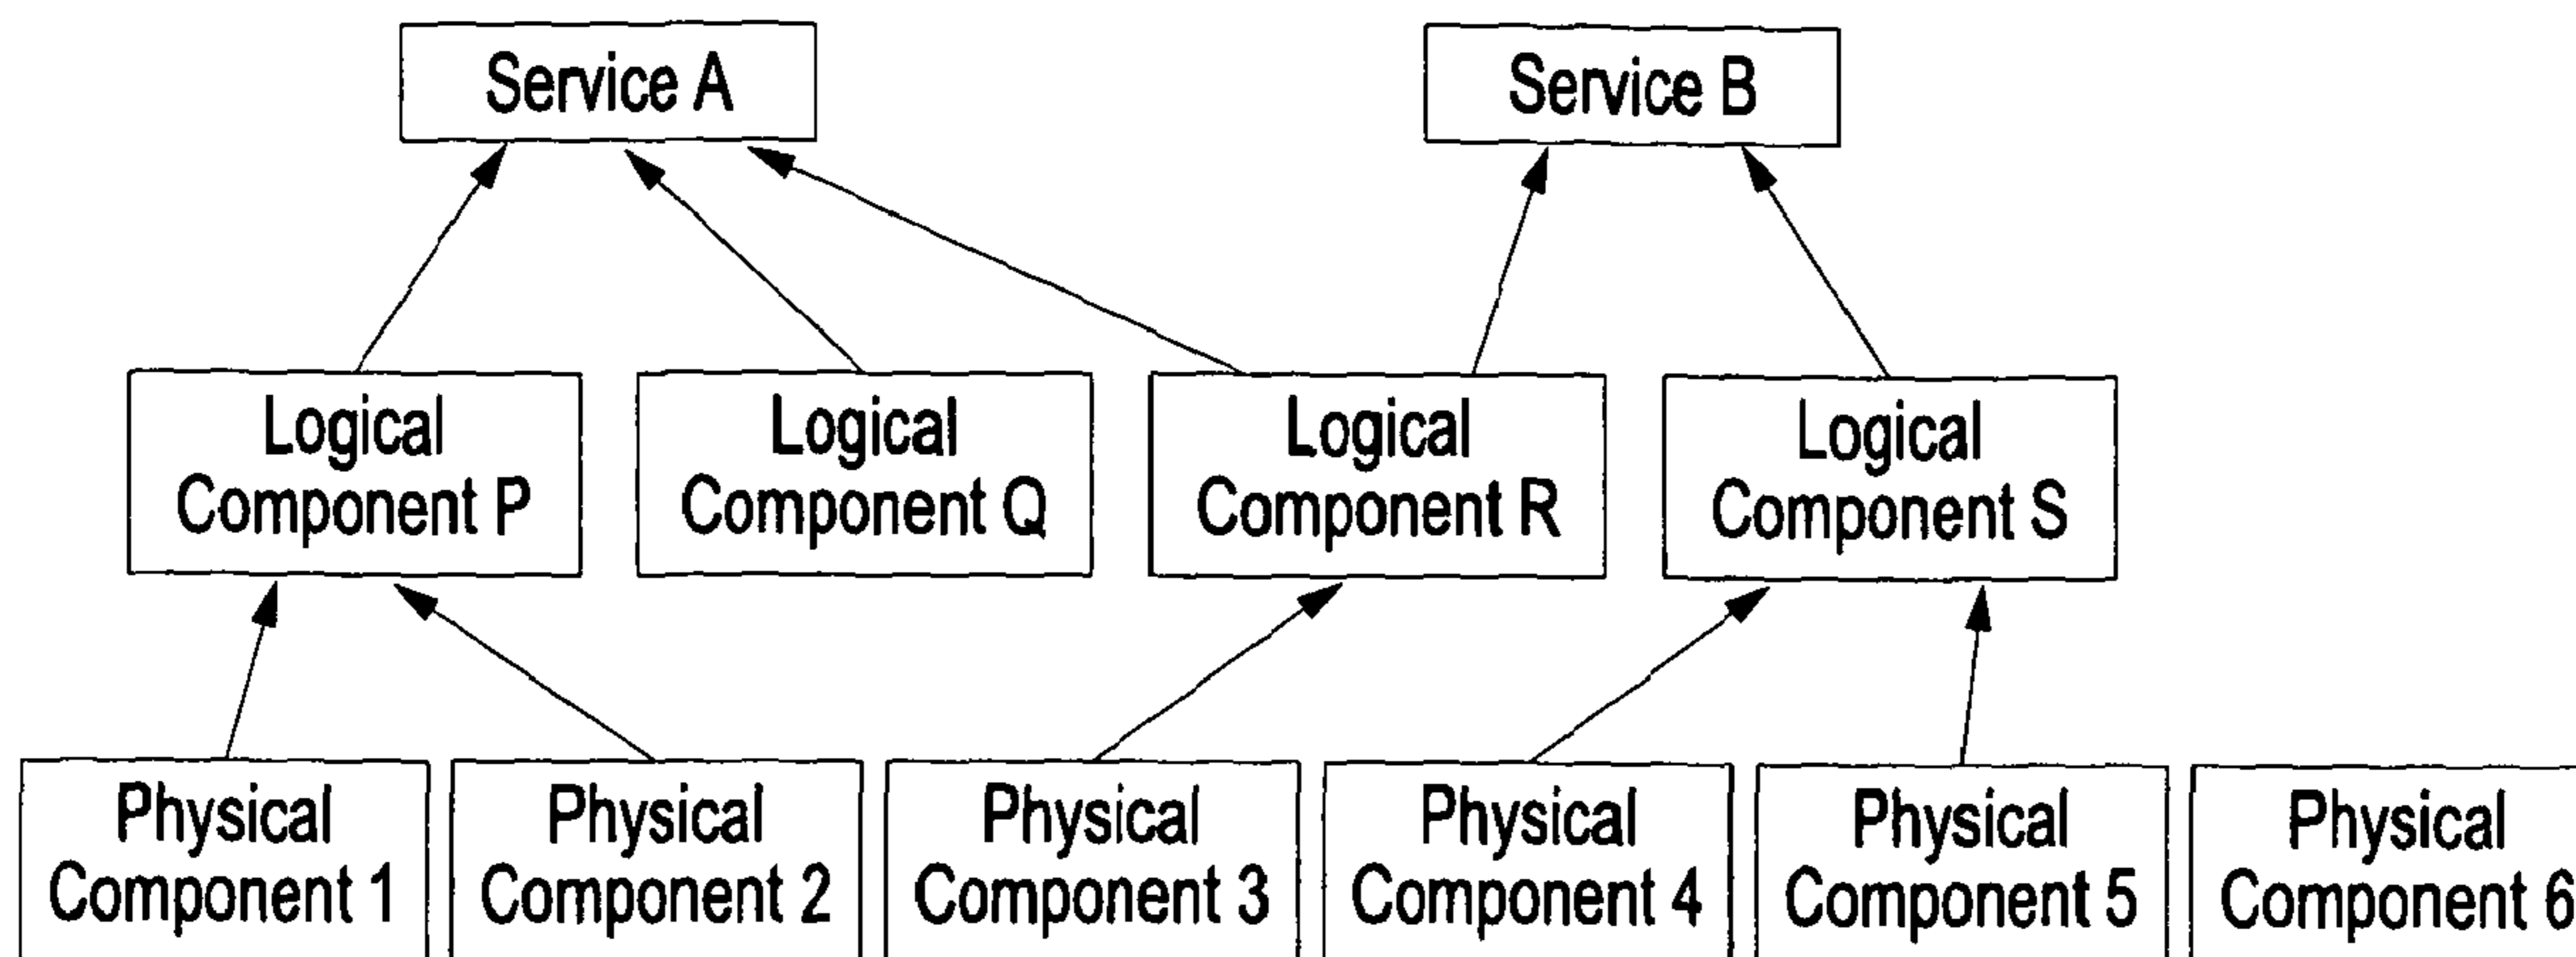 Service A
Service B
Logical
Component P
Logical
Component Q
Logical
Component R
Logical
Component S
Physical
Component 1
Physical
Component 2
Physical
Component 3
Physical
Component 4
Physical
Component 5
Physical
Component 6